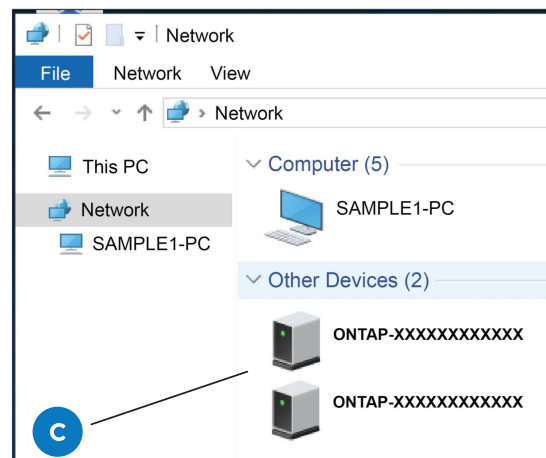 Network
File Network View
Network
This PC
Network
SAMPLE1-PC
Computer (5)
SAMPLE1-PC
Other Devices (2)
ONTAP-XXXXXXXXXXXX
ONTAP-XXXXXXXXXXXX
C